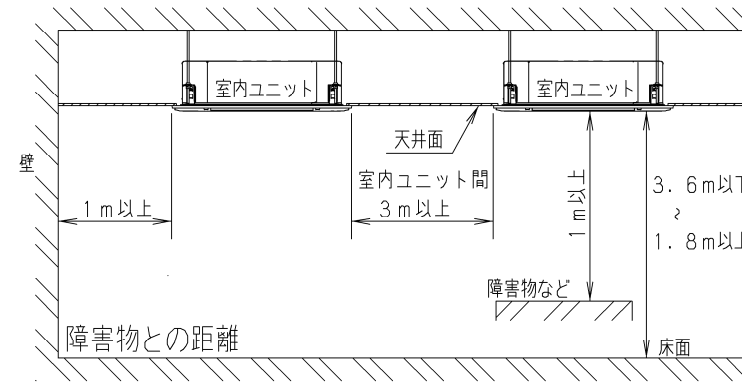 室内ユニット
室内ユニット
天井面
壁
室内ユニット間
1m以上
3m以上
1m以上
3.6m以下
~
1.8m以上
障害物など
障害物との距離
床面